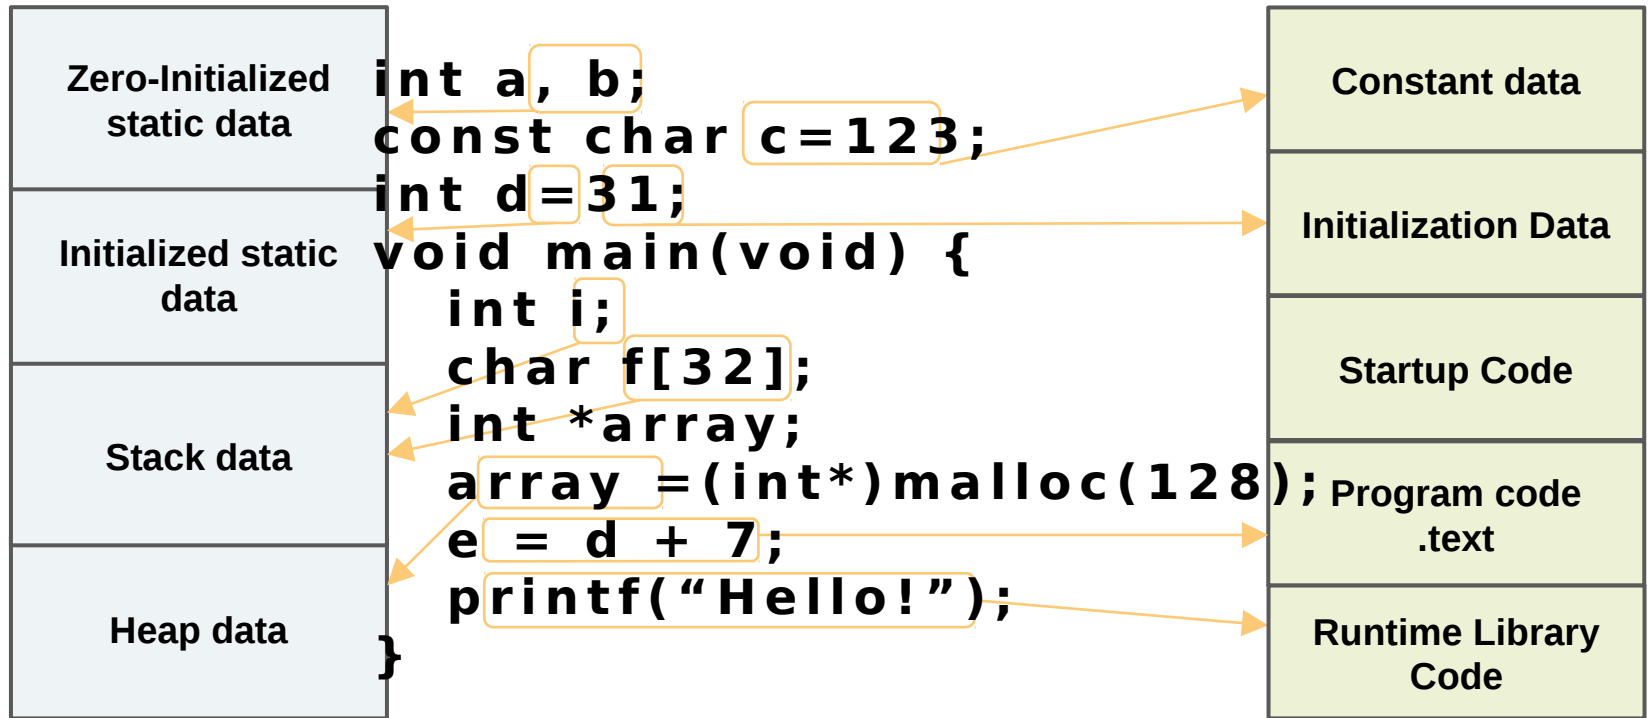 Zero-Initialized
static data
Initialized static
data
Stack data
Heap data
int a, b;
const char c=123;
int d=31;
void main(void) {
int i;
char f[32];
int *array;
array =(int*)malloc(128);
e = d + 7;
printf(“Hello!”);
}
Constant data
Initialization Data
Startup Code
Program code
.text
Runtime Library
Code